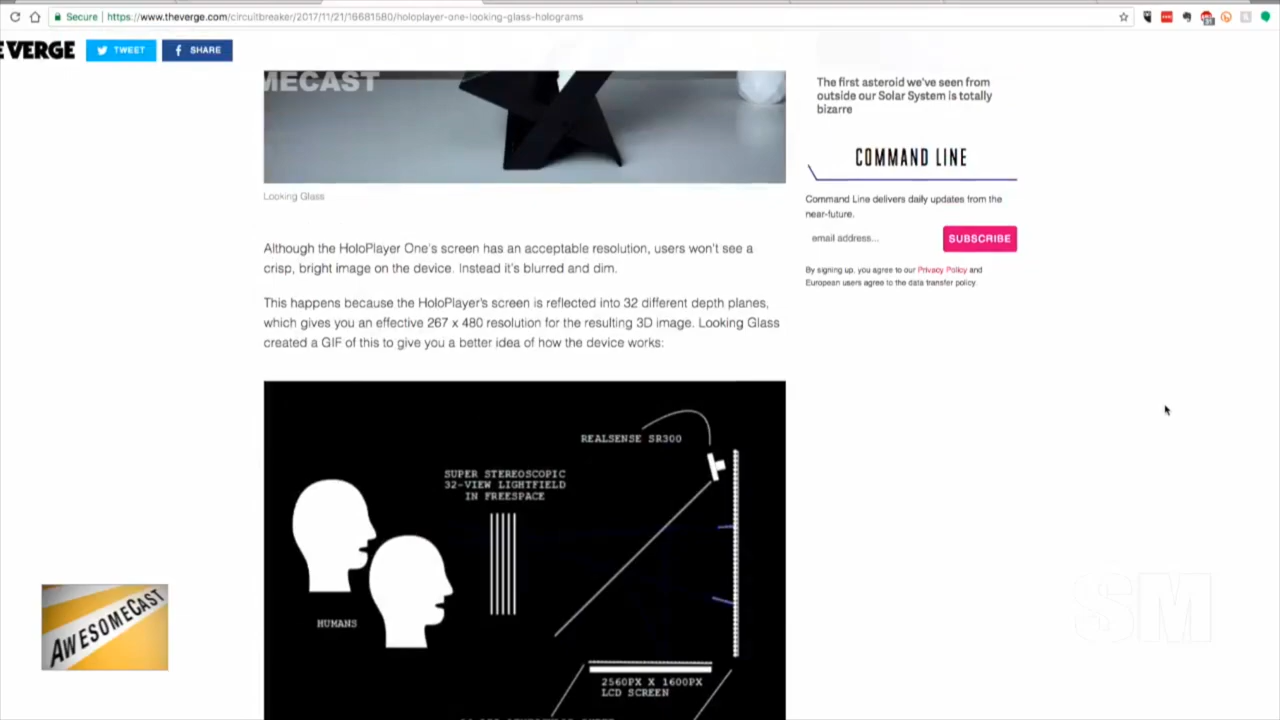 Secure
https://www.theverge.com/circuitbreaker/2017/11/21/16681580/holoplayer-one-looking-glass-holograms
E VERGE
TWEET
SHARE
MECAST
Looking Glass
Although the HoloPlayer One's screen has an acceptable resolution, users won't see a
crisp, bright image on the device. Instead it's blurred and dim.
This happens because the HoloPlayer's screen is reflected into 32 different depth planes,
which gives you an effective 267 x 480 resolution for the resulting 3D image. Looking Glass
created a GIF of this to give you a better idea of how the device works:
REALSENSE SR300
SUPER STEREOSCOPIC
32-VIEW LIGHTFIELD
IN FREESPACE
HUMANS
2560PX X 1600PX
LCD SCREEN
The first asteroid we've seen from
outside our Solar System is totally
bizarre
COMMAND LINE
Command Line delivers daily updates from the
near-future.
email address...
SUBSCRIBE
By signing up, you agree to our Privacy Policy and
European users agree to the data transfer policy.
AWESOMECAST
SM